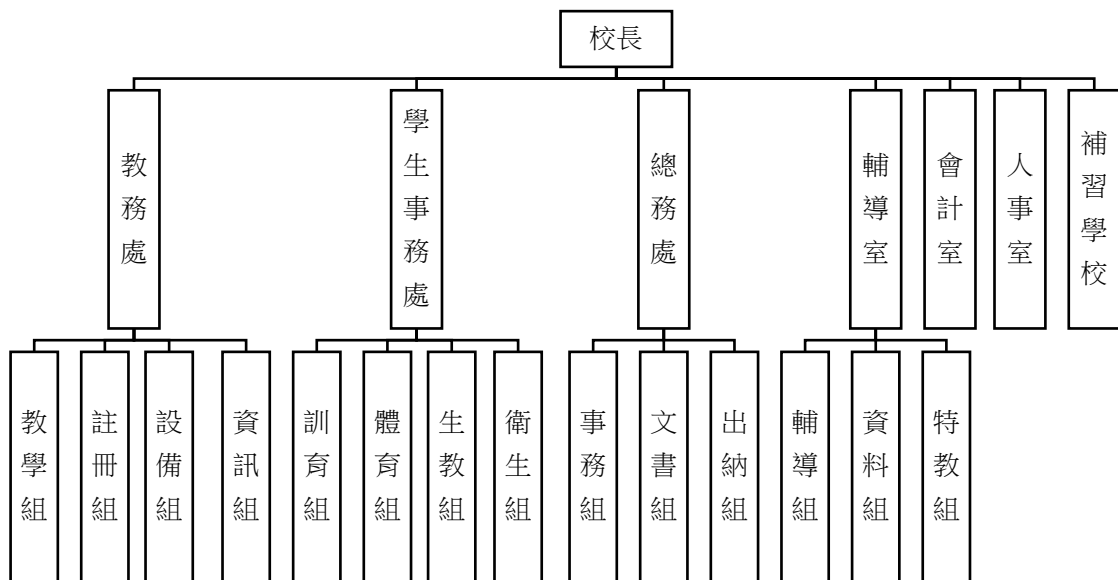 校長
教務處
學生事務處
總務處
輔導室
會計室
人事室
補習學校
教學組
註冊組
設備組
資訊組
訓育組
體育組
生教組
衛生組
事務組
文書組
出納組
輔導組
資料組
特教組